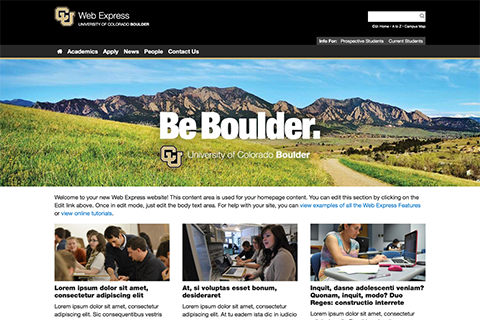 CU
Web Express
UNIVERSITY OF COLORADO BOULDER
CU: Home • A to Z • Campus Map
Info For: Prospective Students Current Students
Academics Apply News People Contact Us
Be Boulder.
CU University of Colorado Boulder
Welcome to your new Web Express website! This content area is used for your homepage content. You can edit this section by clicking on the
Edit link above. Once in edit mode, just edit the body text area. For help with your site, you can view examples of all the Web Express Features
or view online tutorials.
Lorem ipsum dolor sit amet,
consectetur adipiscing elit
Lorem ipsum dolor sit amet, consectetur
adipiscing elit. Sic consequentibus vestris
At, si voluptas esset bonum,
desideraret
Lorem ipsum dolor sit amet, consectetur
adipiscing elit. At tu eadem ista dic in iudicio
Inquit, dasne adolescenti veniam?
Quonam, inquit, modo? Duo
Reges: constructio interrete
Lorem ipsum dolor sit amet, consectetur